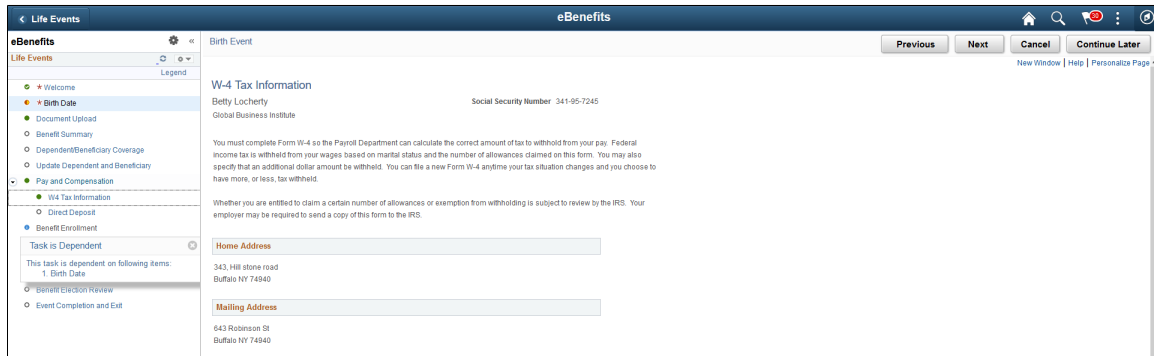 Life Events
eBenefits
30
eBenefits
«
Life Events
Legend
* Welcome
* Birth Date
Document Upload
Benefit Summary
Dependent/Beneficiary Coverage
Update Dependent and Beneficiary
Pay and Compensation
W4 Tax Information
Direct Deposit
Benefit Enrollment
Task is Dependent
This task is dependent on following items:
1. Birth Date
Benefit Election Review
Event Completion and Exit
Birth Event
Previous
Next
Cancel
Continue Later
New Window | Help | Personalize Page
W-4 Tax Information
Betty Locherty
Social Security Number 341-95-7245
Global Business Institute
You must complete Form W-4 so the Payroll Department can calculate the correct amount of tax to withhold from your pay. Federal
income tax is withheld from your wages based on marital status and the number of allowances claimed on this form. You may also
specify that an additional dollar amount be withheld. You can file a new Form W-4 anytime your tax situation changes and you choose to
have more, or less, tax withheld.
Whether you are entitled to claim a certain number of allowances or exemption from withholding is subject to review by the IRS. Your
employer may be required to send a copy of this form to the IRS.
Home Address
343, Hill stone road
Buffalo NY 74940
Mailing Address
643 Robinson St
Buffalo NY 74940